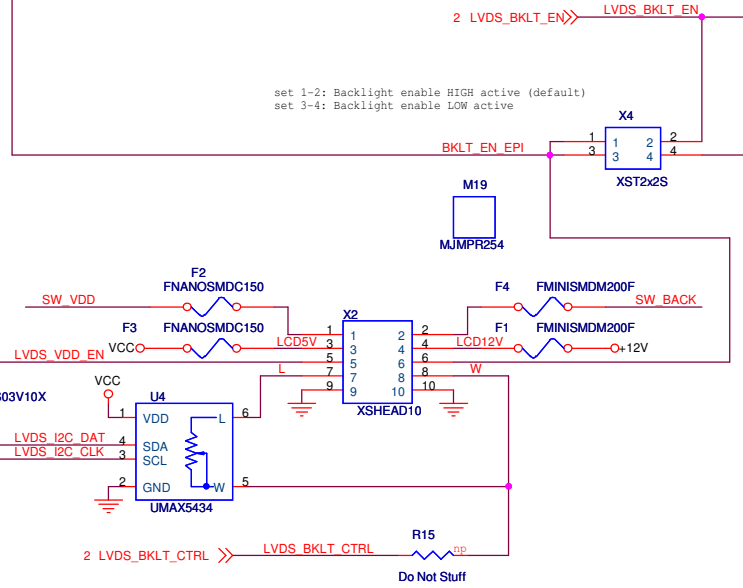 2 LVDS_BKLT_EN LVDS_BKLT_EN
set 1-2: Backlight enable HIGH active (default)
set 3-4: Backlight enable LOW active
X4
1 1 2 2
BKLT_EN_EPI 3 3 4 4
XST2x2S
M19
MJMPR254
F2
FNANOSMDC150 F4 FMINISMDM200F
SW_VDD SW_BACK
X2
F3 FNANOSMDC150 1 1 2 2 F1 FMINISMDM200F
VCC LCD5V 3 3 4 4 LCD12V +12V
LVDS_VDD_EN 5 5 6 6
L 7 7 8 8 W
VCC 9 9 10 10
XSHEAD10
603V10X U4
1 VDD L 6
LVDS_I2C_DAT 4 SDA
LVDS_I2C_CLK 3 SCL
2 GND W 5
UMAX5434
R15
2 LVDS_BKLT_CTRL LVDS_BKLT_CTRL np
Do Not Stuff